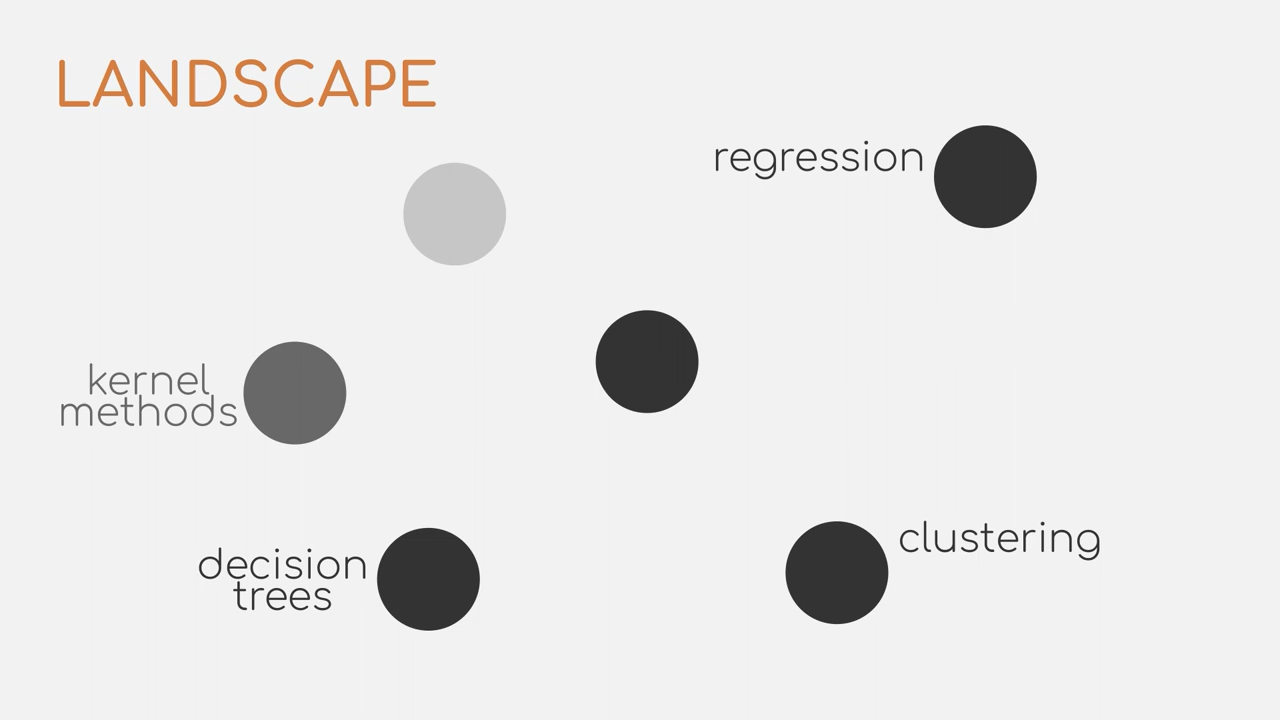 LANDSCAPE
regression
kernel
methods
decision
trees
clustering